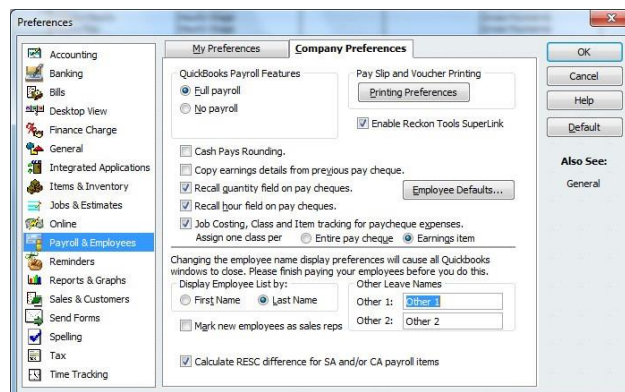 Preferences
Accounting
Banking
Bills
Desktop View
Finance Charge
General
Integrated Applications
Items & Inventory
Jobs & Estimates
Online
Payroll & Employees
Reminders
Reports & Graphs
Sales & Customers
Send Forms
Spelling
Tax
Time Tracking
My Preferences
Company Preferences
QuickBooks Payroll Features
Full payroll
No payroll
Pay Slip and Voucher Printing
Printing Preferences
Enable Reckon Tools SuperLink
Cash Pays Rounding.
Copy earnings details from previous pay cheque.
Recall quantity field on pay cheques.
Employee Defaults...
Recall hour field on pay cheques.
Job Costing, Class and Item tracking for paycheque expenses.
Assign one class per Entire pay cheque Earnings item
Changing the employee name display preferences will cause all Quickbooks
windows to close. Please finish paying your employees before you do this.
Display Employee List by:
First Name Last Name
Other Leave Names
Other 1: Other 1
Other 2: Other 2
Mark new employees as sales reps
Calculate RESC difference for SA and/or CA payroll items
OK
Cancel
Help
Default
Also See:
General